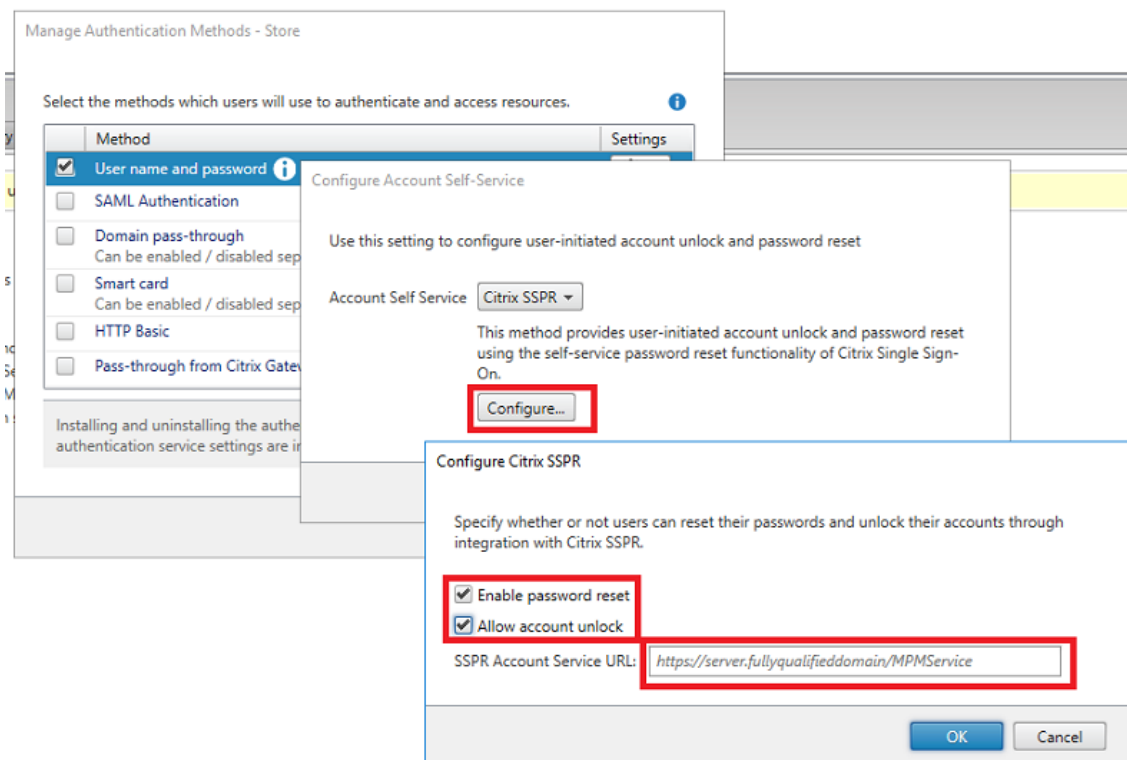 Manage Authentication Methods - Store
Select the methods which users will use to authenticate and access resources.
Method Settings
User name and password
SAML Authentication
Domain pass-through
Can be enabled / disabled
Smart card
Can be enabled / disabled
HTTP Basic
Pass-through from Citrix
Installing and uninstalling the
authentication service settings are
Configure Account Self-Service
Use this setting to configure user-initiated account unlock and password reset
Account Self Service Citrix SSPR
This method provides user-initiated account unlock and password reset
using the self-service password reset functionality of Citrix Single Sign-
On.
Configure...
Configure Citrix SSPR
Specify whether or not users can reset their passwords and unlock their accounts through
integration with Citrix SSPR.
Enable password reset
Allow account unlock
SSPR Account Service URL: https://server.fullyqualifieddomain/MPMService
OK Cancel